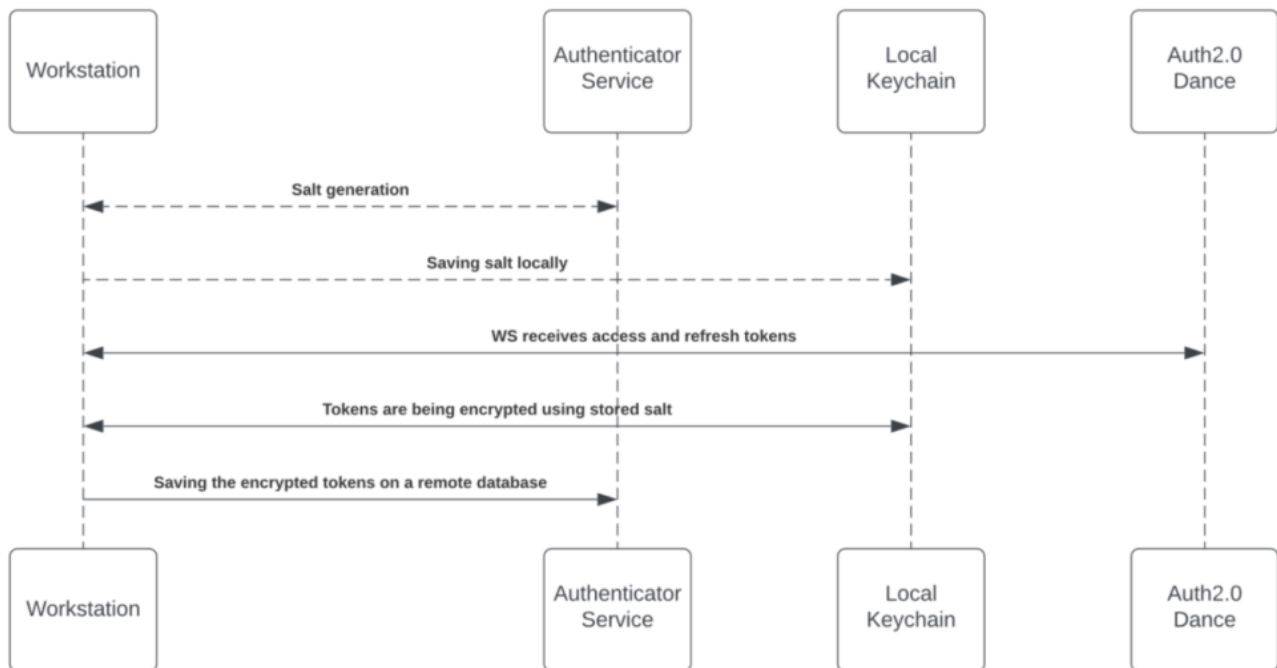 Workstation
Authenticator
Service
Local
Keychain
Auth2.0
Dance
Salt generation
Saving salt locally
WS receives access and refresh tokens
Tokens are being encrypted using stored salt
Saving the encrypted tokens on a remote database
Workstation
Authenticator
Service
Local
Keychain
Auth2.0
Dance